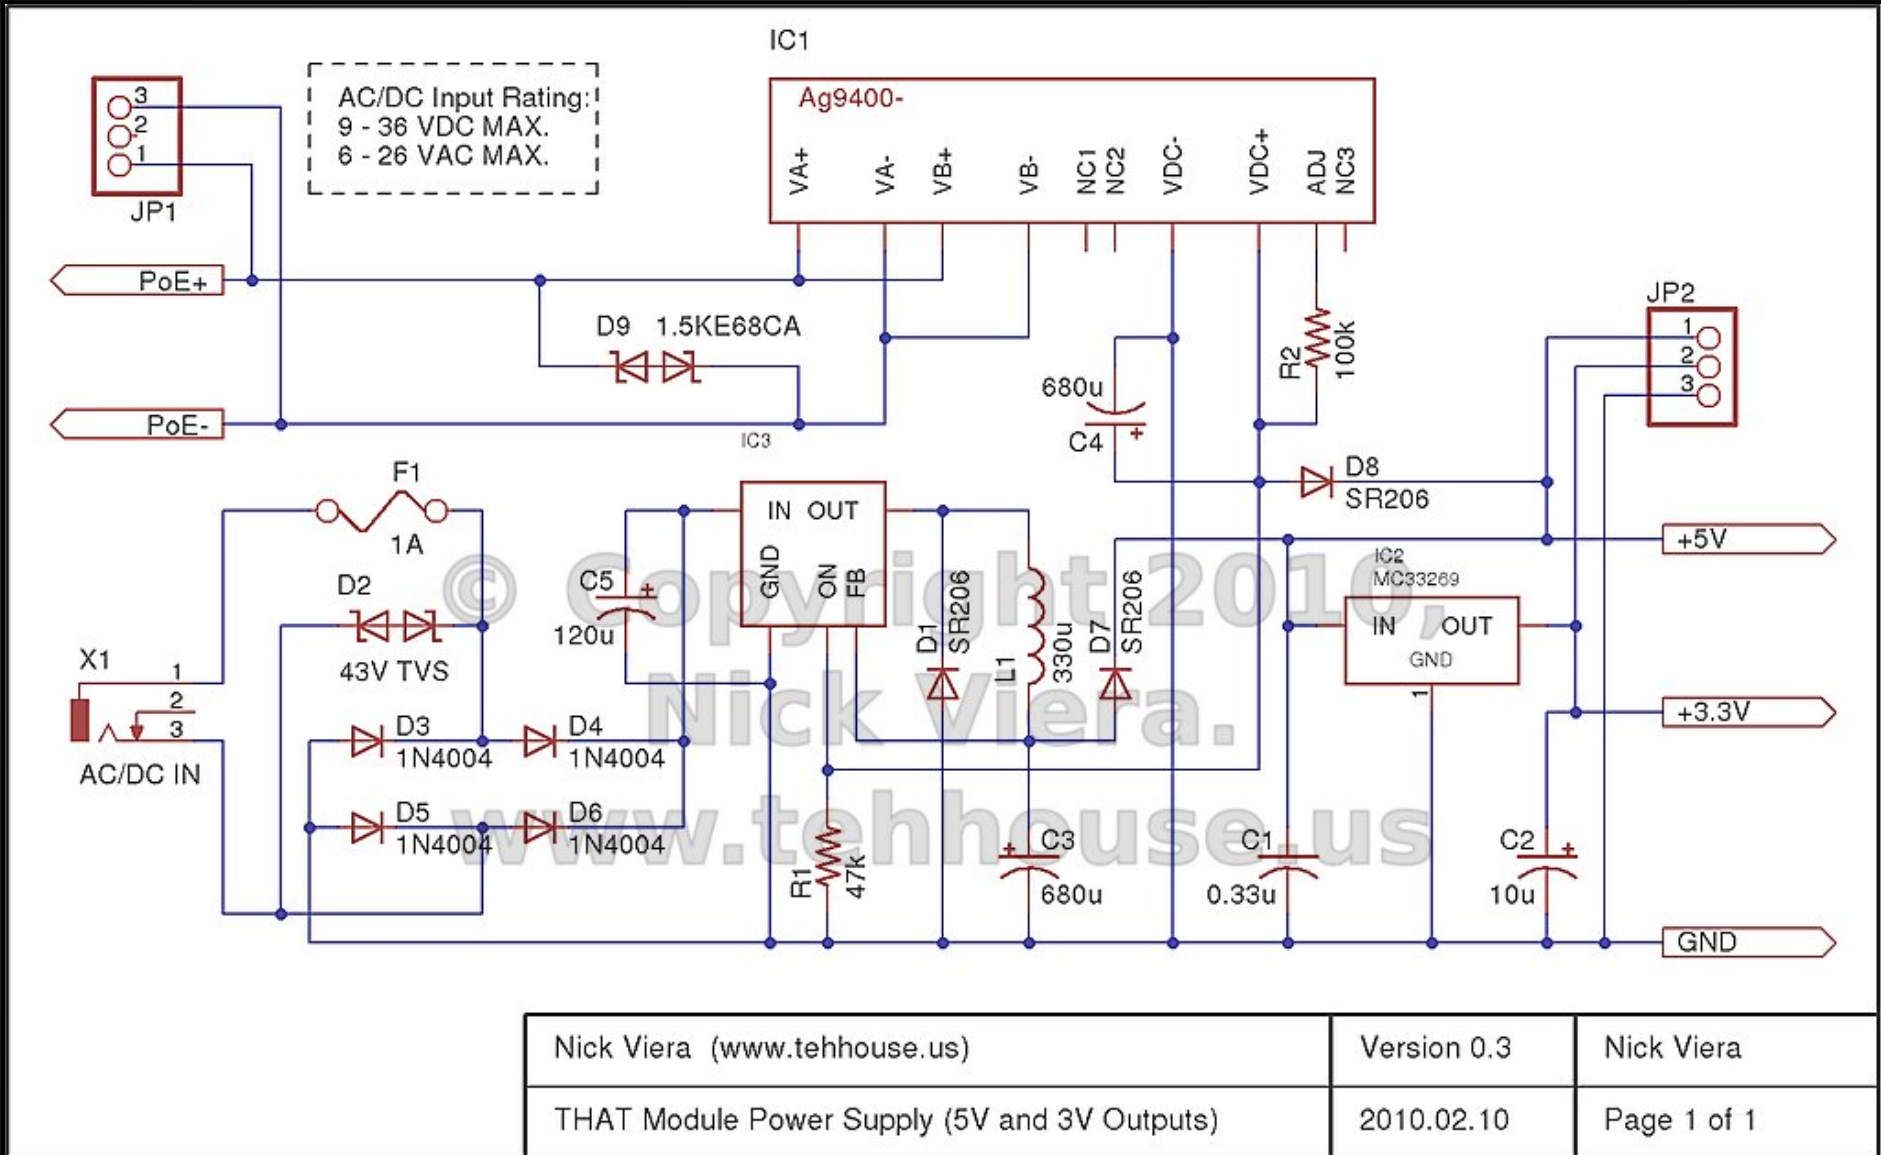 IC1
Ag9400-
VA+
VA-
VB+
VB-
NC1
NC2
VDC-
VDC+
ADJ
NC3
3
2
1
JP1
AC/DC Input Rating:
9 - 36 VDC MAX.
6 - 26 VAC MAX.
PoE+
PoE-
D9 1.5KE68CA
680u
C4
R2
100k
JP2
1
2
3
D8
SR206
IC3
IN OUT
GND
ON
FB
F1
1A
D2
43V TVS
X1
1
2
3
AC/DC IN
D3
1N4004
D4
1N4004
D5
1N4004
D6
1N4004
C5
120u
D1
SR206
L1
330u
D7
SR206
R1
47k
C3
680u
C1
0.33u
C2
10u
IC2
MC33269
IN OUT
GND
1
+5V
+3.3V
GND
© Copyright 2010,
Nick Viera.
www.tehhouse.us
Nick Viera (www.tehhouse.us)
Version 0.3
Nick Viera
THAT Module Power Supply (5V and 3V Outputs)
2010.02.10
Page 1 of 1